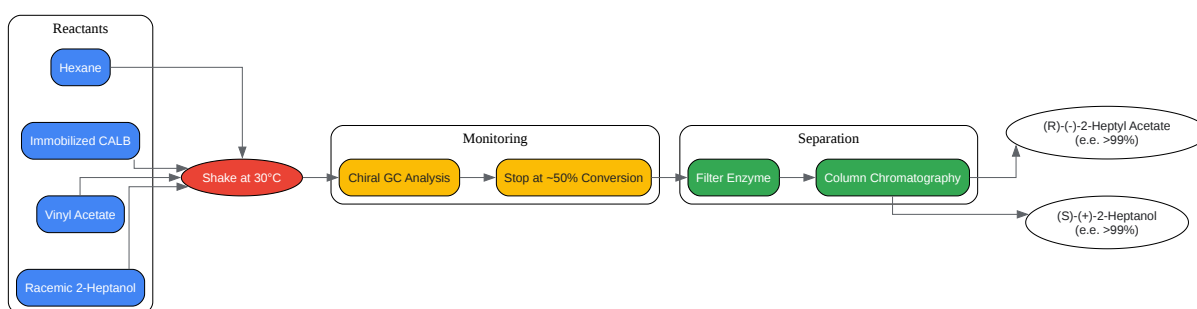 Reactants
Hexane
Immobilized CALB
Vinyl Acetate
Racemic 2-Heptanol
Shake at 30°C
Monitoring
Chiral GC Analysis
Stop at ~50% Conversion
Separation
Filter Enzyme
Column Chromatography
(R)-(-)-2-Heptyl Acetate
(e.e. >99%)
(S)-(+)-2-Heptanol
(e.e. >99%)